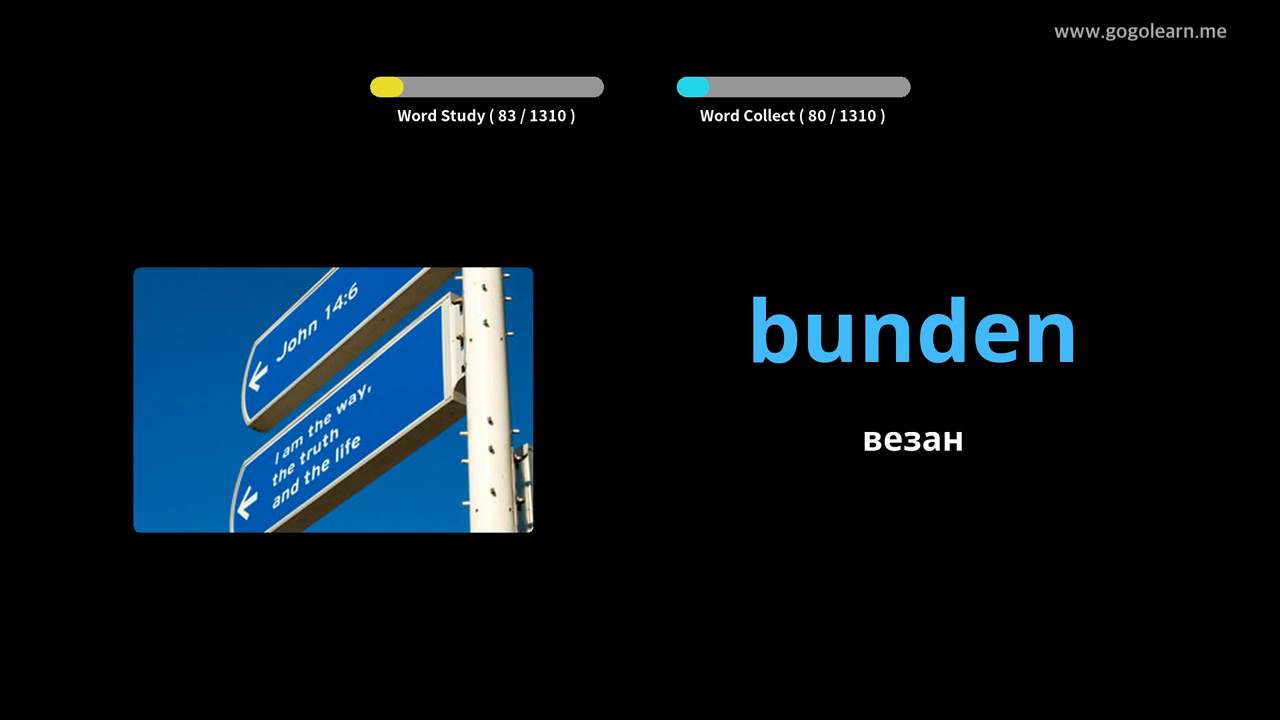 www.gogolearn.me
Word Study ( 83 / 1310 )
Word Collect ( 80 / 1310 )
John 14:6
I am the way,
the truth
and the life
bunden
везан